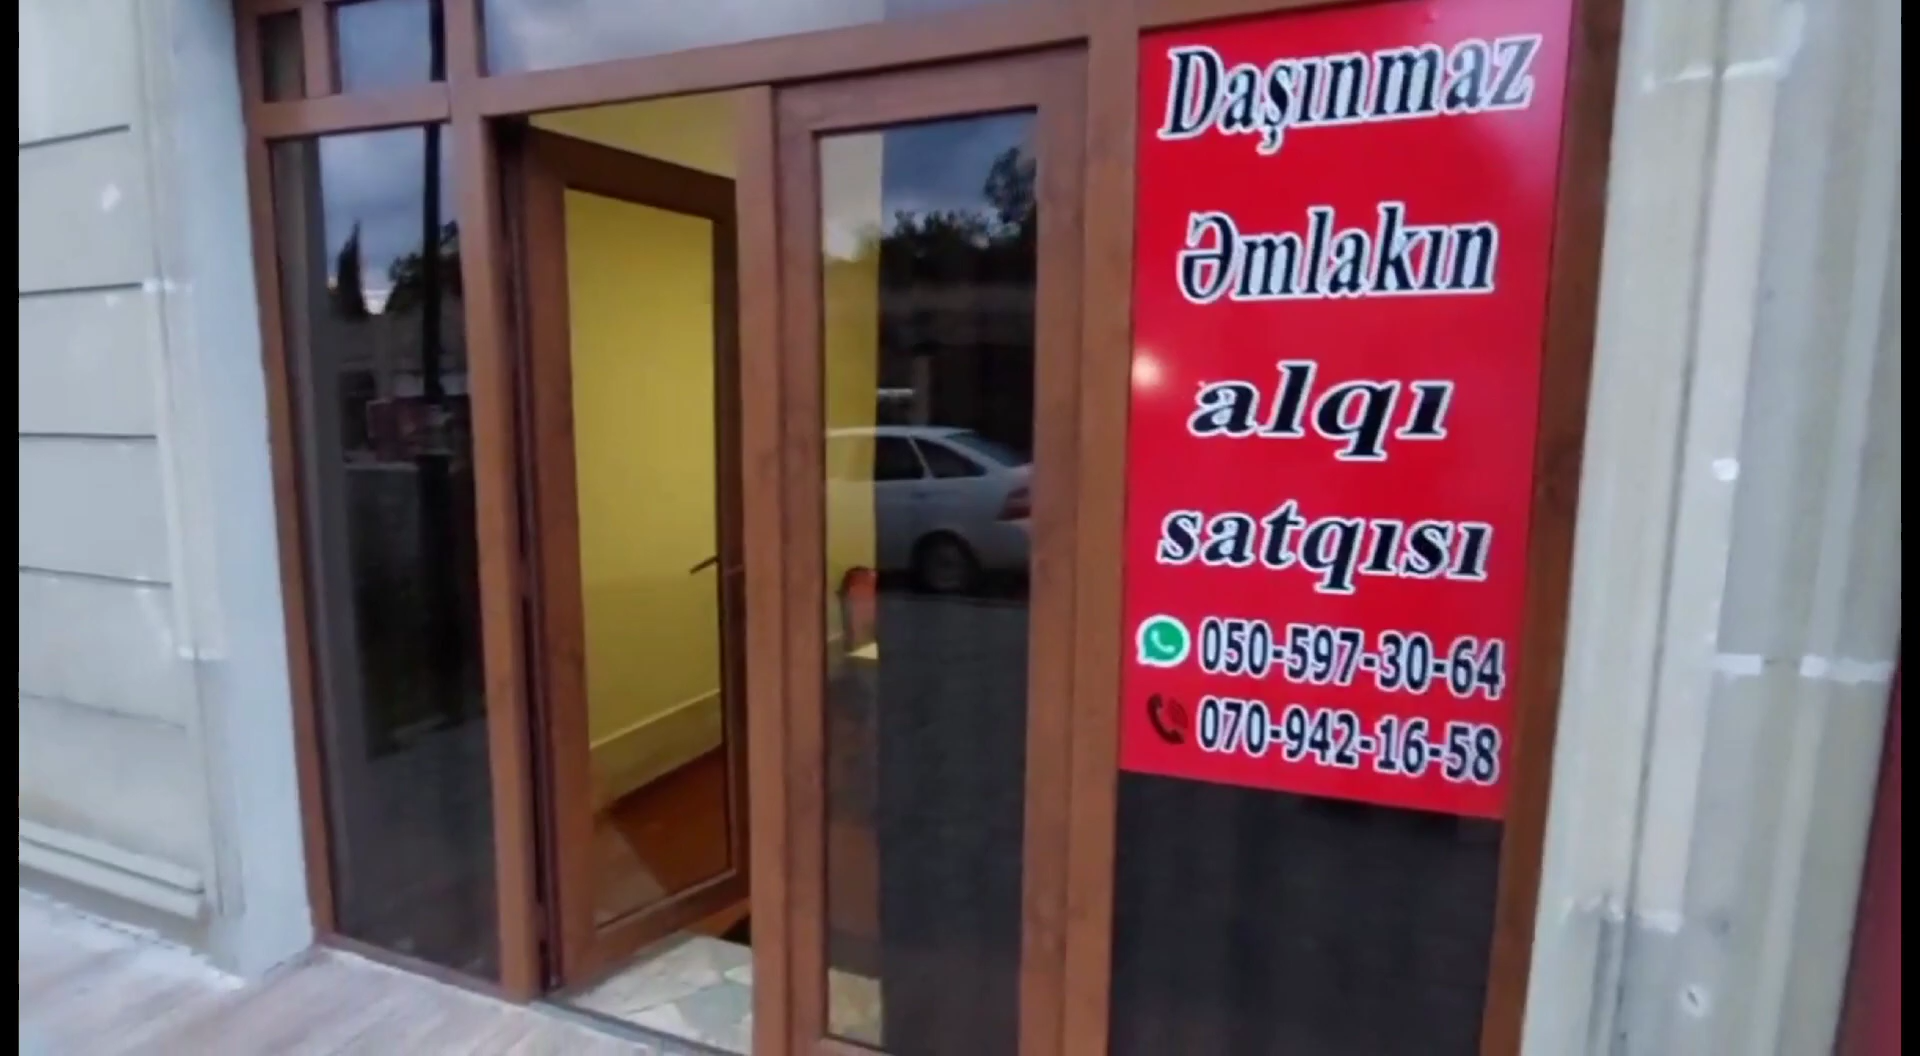 Daşınmaz
Əmlakın
alqı
satqısı
050-597-30-64
070-942-16-58